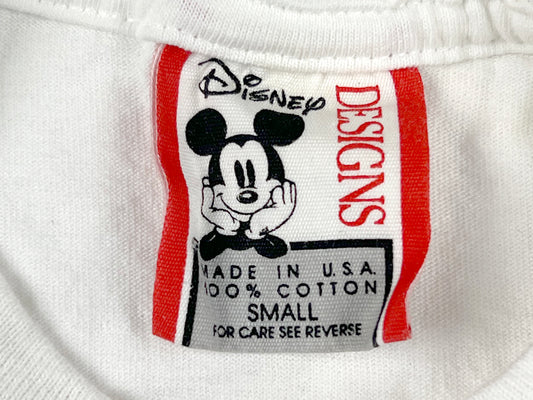 DISNEY
DESIGNS
MADE IN U.S.A.
100% COTTON
SMALL
FOR CARE SEE REVERSE